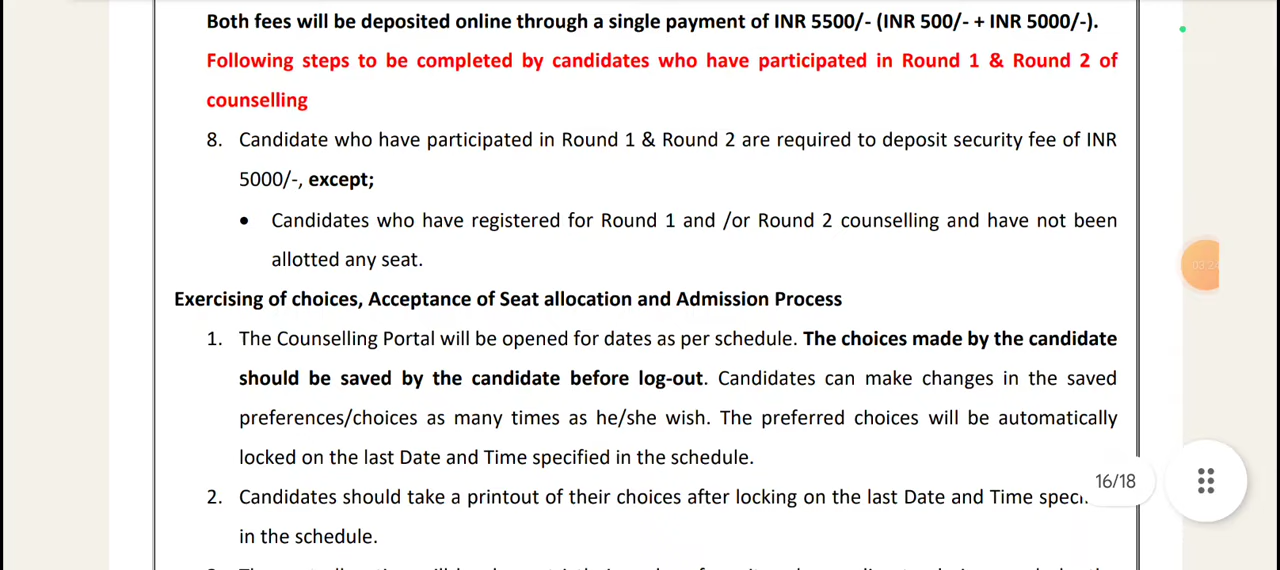 Both fees will be deposited online through a single payment of INR 5500/- (INR 500/- + INR 5000/-).
Following steps to be completed by candidates who have participated in Round 1 & Round 2 of
counselling
8. Candidate who have participated in Round 1 & Round 2 are required to deposit security fee of INR
5000/-, except;
• Candidates who have registered for Round 1 and /or Round 2 counselling and have not been
allotted any seat.
Exercising of choices, Acceptance of Seat allocation and Admission Process
1. The Counselling Portal will be opened for dates as per schedule. The choices made by the candidate
should be saved by the candidate before log-out. Candidates can make changes in the saved
preferences/choices as many times as he/she wish. The preferred choices will be automatically
locked on the last Date and Time specified in the schedule.
16/18
2. Candidates should take a printout of their choices after locking on the last Date and Time
in the schedule.